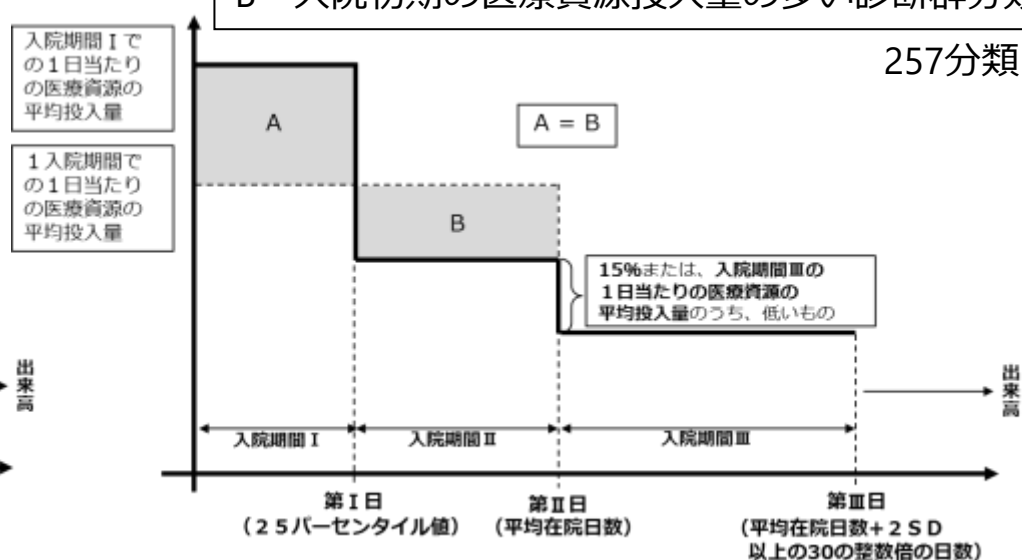 B 入院初期の医療資源投入量の多い診断群分類
257分類
入院期間Ⅰで
の１日当たり
の医療資源の
平均投入量
１入院期間で
の１日当たり
の医療資源の
平均投入量
A
A = B
B
15%または、入院期間Ⅲの
１日当たりの医療資源の
平均投入量のうち、低いもの
出来高
出来高
入院期間Ⅰ
入院期間Ⅱ
入院期間Ⅲ
第Ⅰ日
（２５パーセンタイル値）
第Ⅱ日
（平均在院日数）
第Ⅲ日
（平均在院日数+２ＳＤ
以上の30の整数倍の日数）